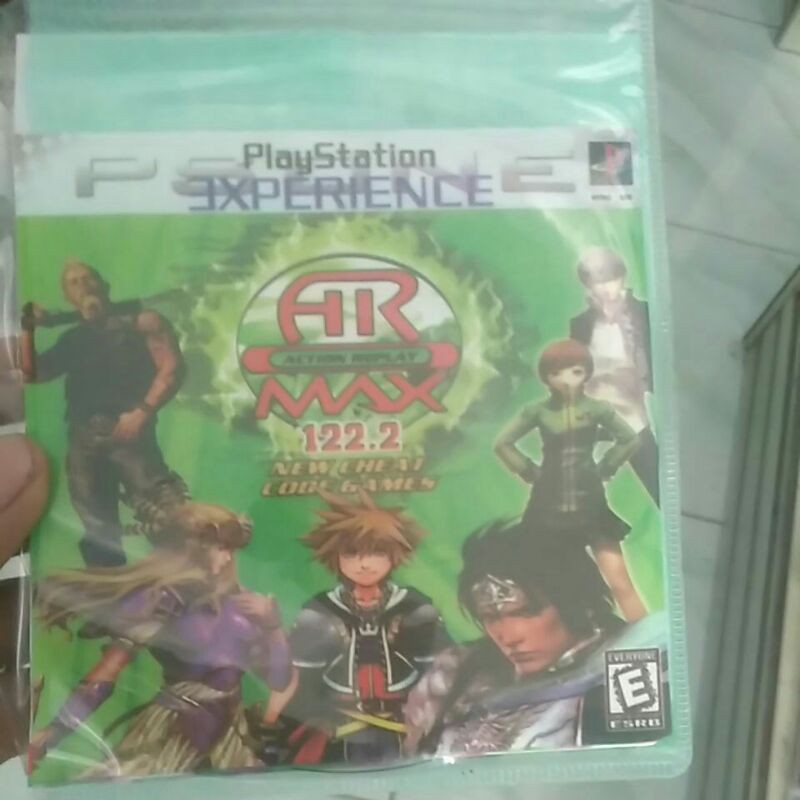 PlayStation
EXPERIENCE
AR
ACTION REPLAY
MAX
122.2
NEW CHEAT
CODE GAMES
EVERYONE
E
ESRB